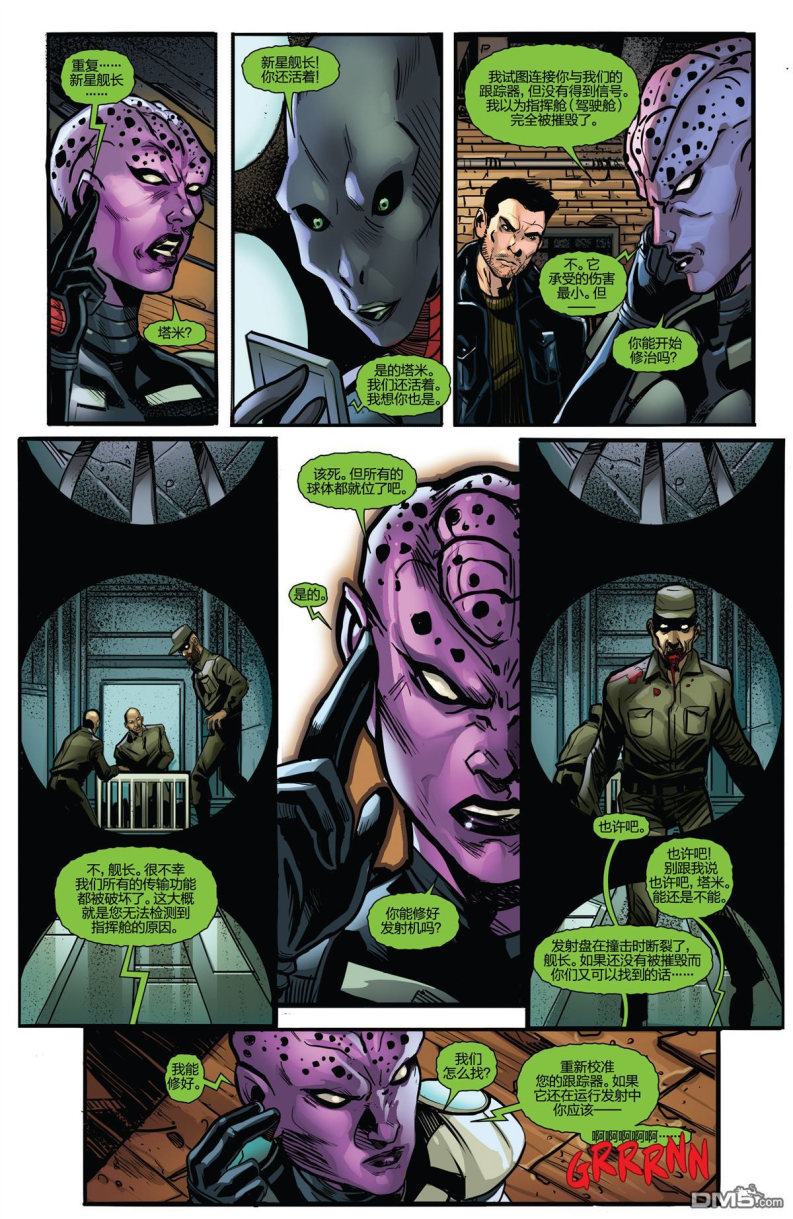 重复……
新星舰长
……
塔米?
新星舰长!
你还活着!
是的塔米。
我们还活着。
我想你也是。
我试图连接你与我们的
跟踪器,但没有得到信号。
我以为指挥舱(驾驶舱)
完全被摧毁了。
不。它
承受的伤害
最小。但
——
你能开始
修治吗?
不,舰长。很不幸
我们所有的传输功能
都被破坏了。这大概
就是您无法检测到
指挥舱的原因。
该死。但所有的
球体都就位了吧。
是的。
你能修好
发射机吗?
也许吧。
也许吧!
别跟我说
也许吧,塔米。
能还是不能。
发射盘在撞击时断裂了,
舰长。如果还没有被摧毁而
你们又可以找到的话……
我能
修好。
我们
怎么找?
重新校准
您的跟踪器。如果
它还在运行发射中
你应该——
啊啊啊啊啊……
GRRRNN
DM5.com